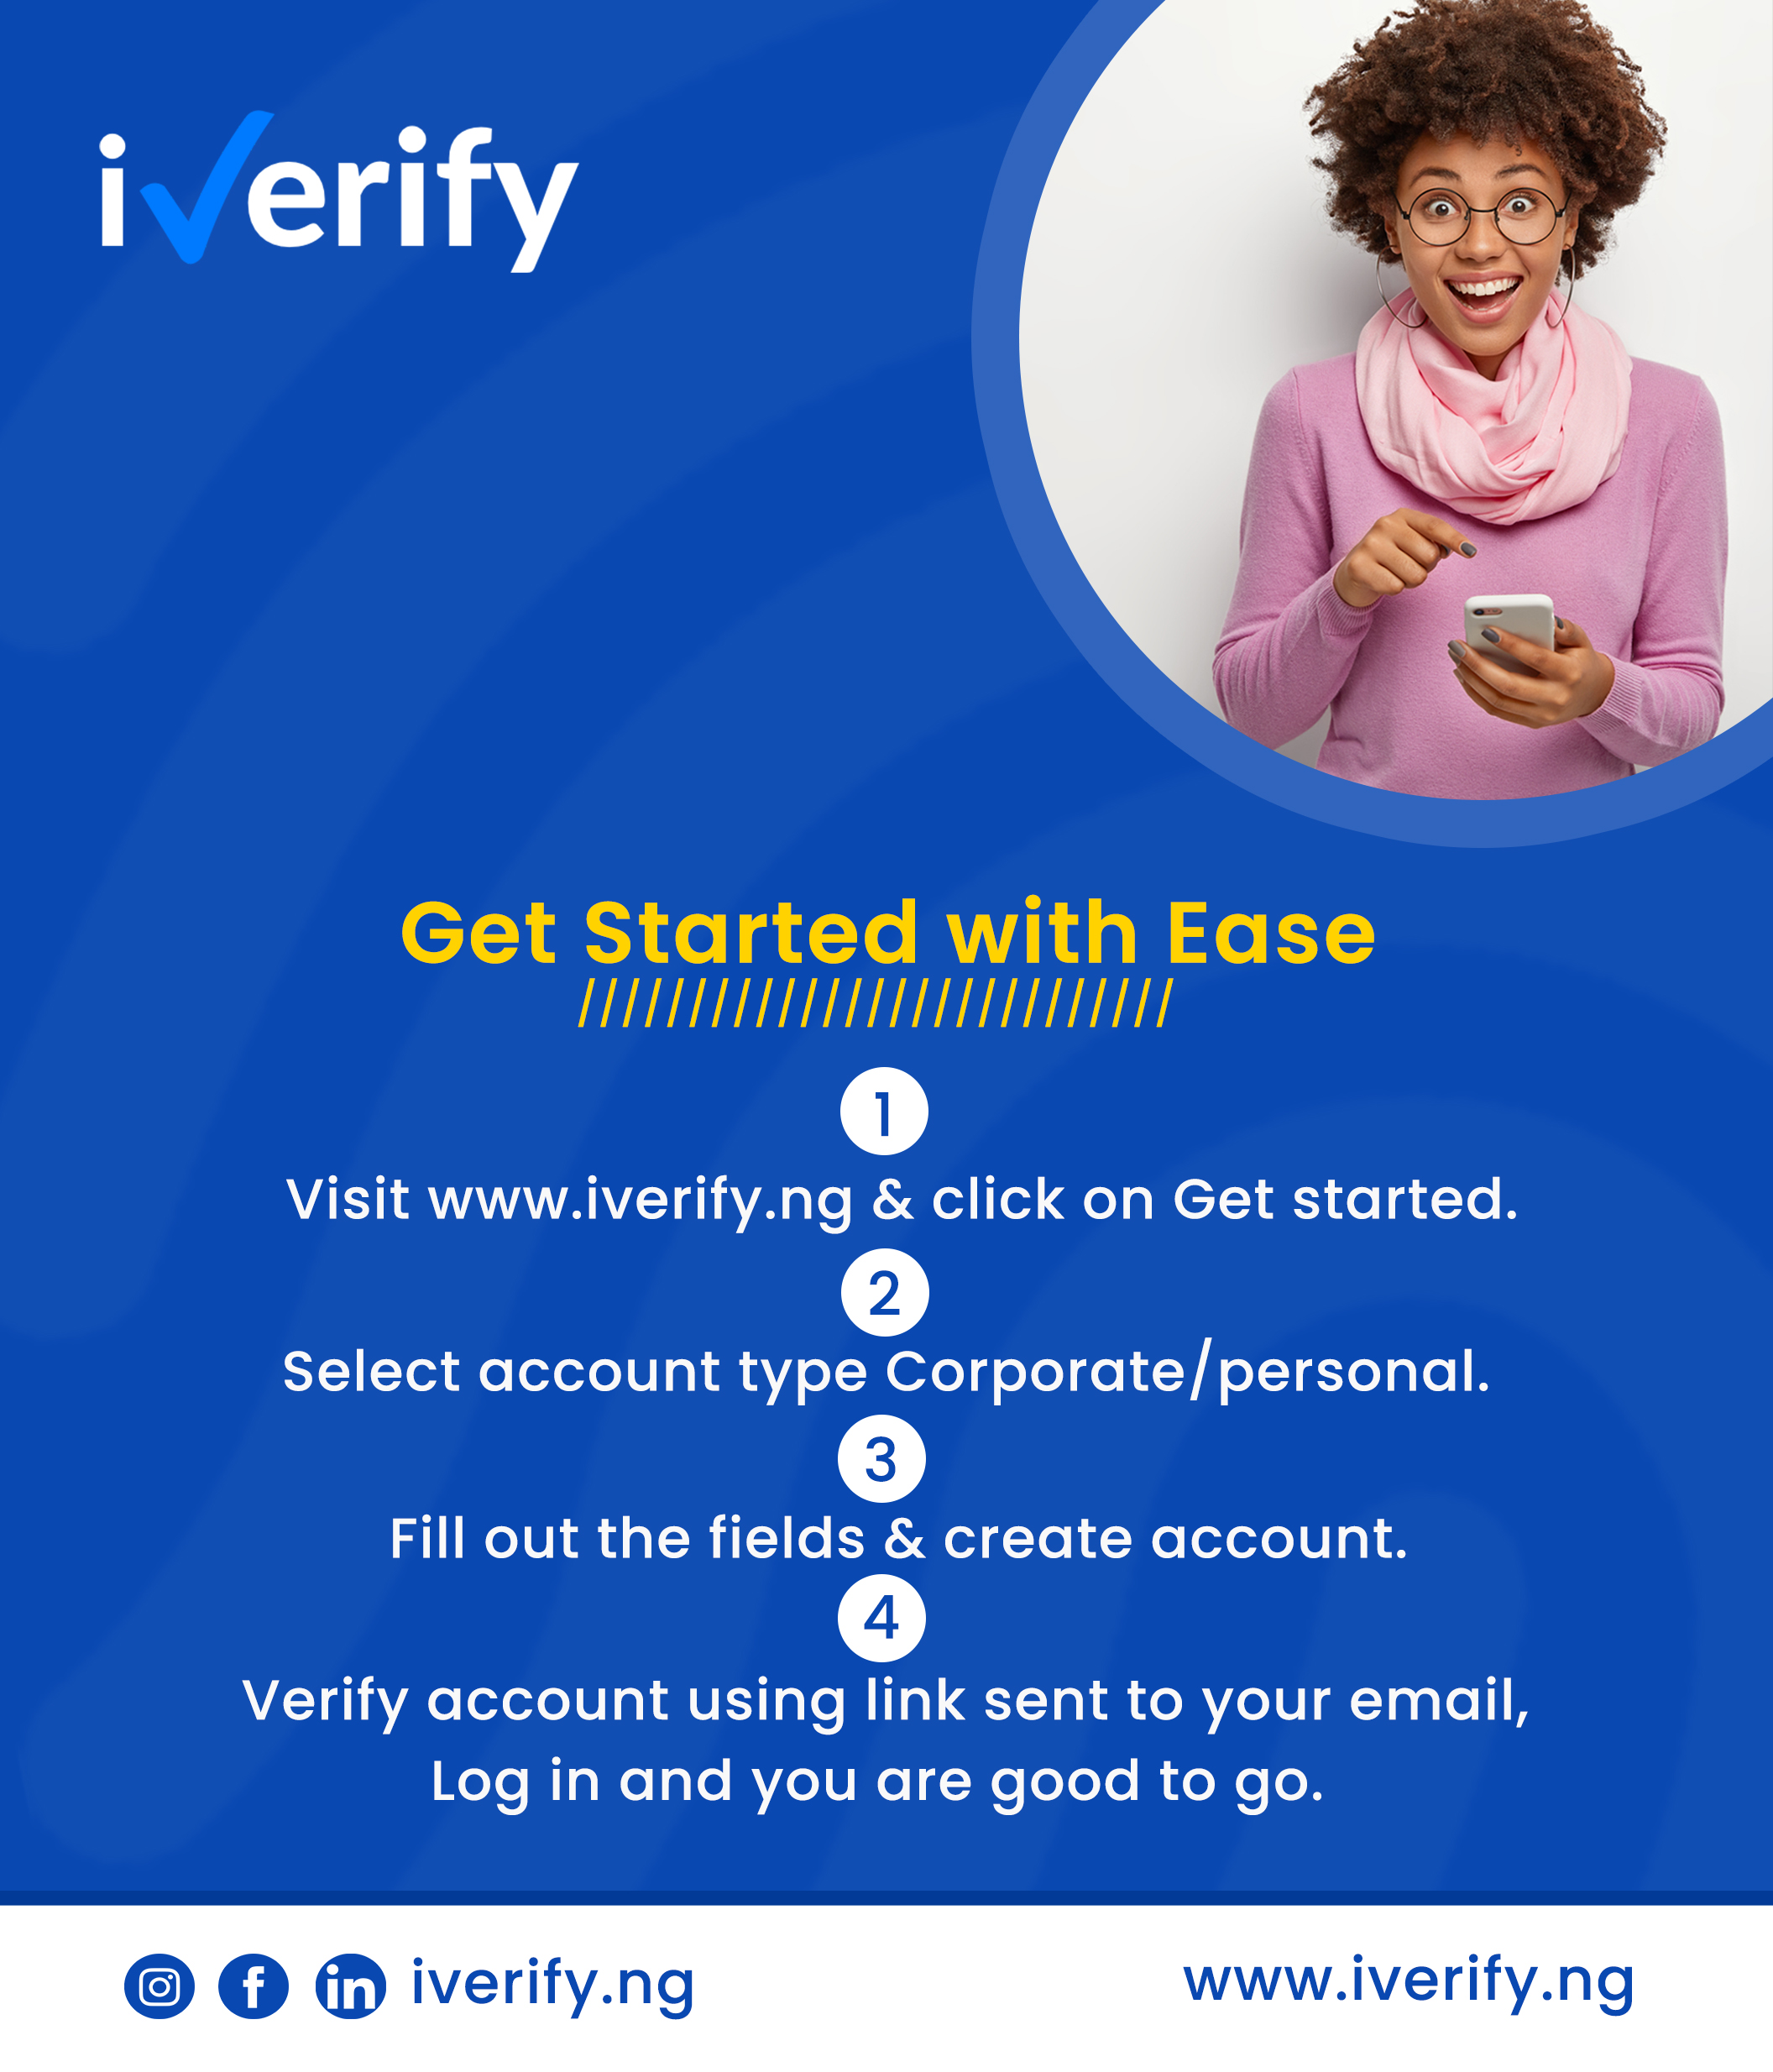 iverify
Get Started with Ease
1
Visit www.iverify.ng & click on Get started.
2
Select account type Corporate/personal.
3
Fill out the fields & create account.
4
Verify account using link sent to your email,
Log in and you are good to go.
iverify.ng
www.iverify.ng